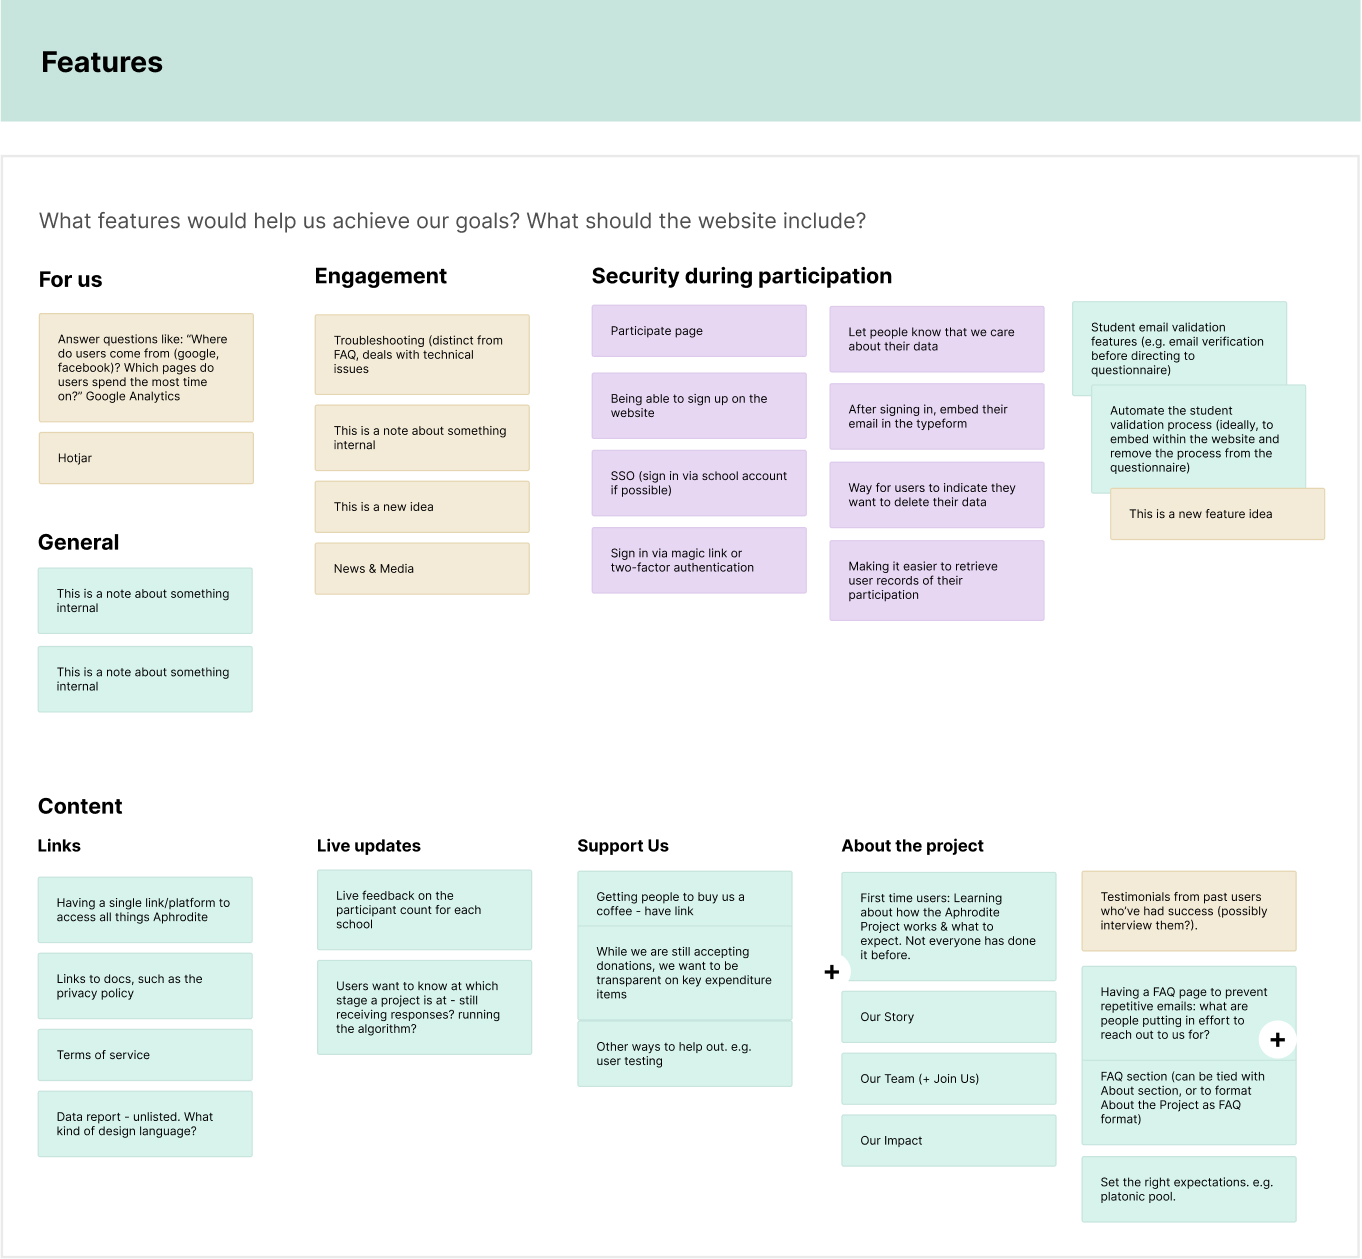 Features
What features would help us achieve our goals? What should the website include?
For us
Answer questions like: “Where
do users come from (google,
facebook)? Which pages do
users spend the most time
on?” Google Analytics
Hotjar
General
This is a note about something
internal
This is a note about something
internal
Engagement
Troubleshooting (distinct from
FAQ, deals with technical
issues
This is a note about something
internal
This is a new idea
News & Media
Security during participation
Participate page
Being able to sign up on the
website
SSO (sign in via school account
if possible)
Sign in via magic link or
two-factor authentication
Let people know that we care
about their data
After signing in, embed their
email in the typeform
Way for users to indicate they
want to delete their data
Making it easier to retrieve
user records of their
participation
Student email validation
features (e.g. email verification
before directing to
questionnaire)
Automate the student
validation process (ideally, to
embed within the website and
remove the process from the
questionnaire)
This is a new feature idea
Content
Links
Having a single link/platform to
access all things Aphrodite
Links to docs, such as the
privacy policy
Terms of service
Data report - unlisted. What
kind of design language?
Live updates
Live feedback on the
participant count for each
school
Users want to know at which
stage a project is at - still
receiving responses? running
the algorithm?
Support Us
Getting people to buy us a
coffee - have link
While we are still accepting
donations, we want to be
transparent on key expenditure
items
Other ways to help out. e.g.
user testing
About the project
First time users: Learning
about how the Aphrodite
Project works & what to
expect. Not everyone has done
it before.
+
Our Story
Our Team (+ Join Us)
Our Impact
Testimonials from past users
who’ve had success (possibly
interview them?).
Having a FAQ page to prevent
repetitive emails: what are
people putting in effort to
reach out to us for?
+
FAQ section (can be tied with
About section, or to format
About the Project as FAQ
format)
Set the right expectations. e.g.
platonic pool.